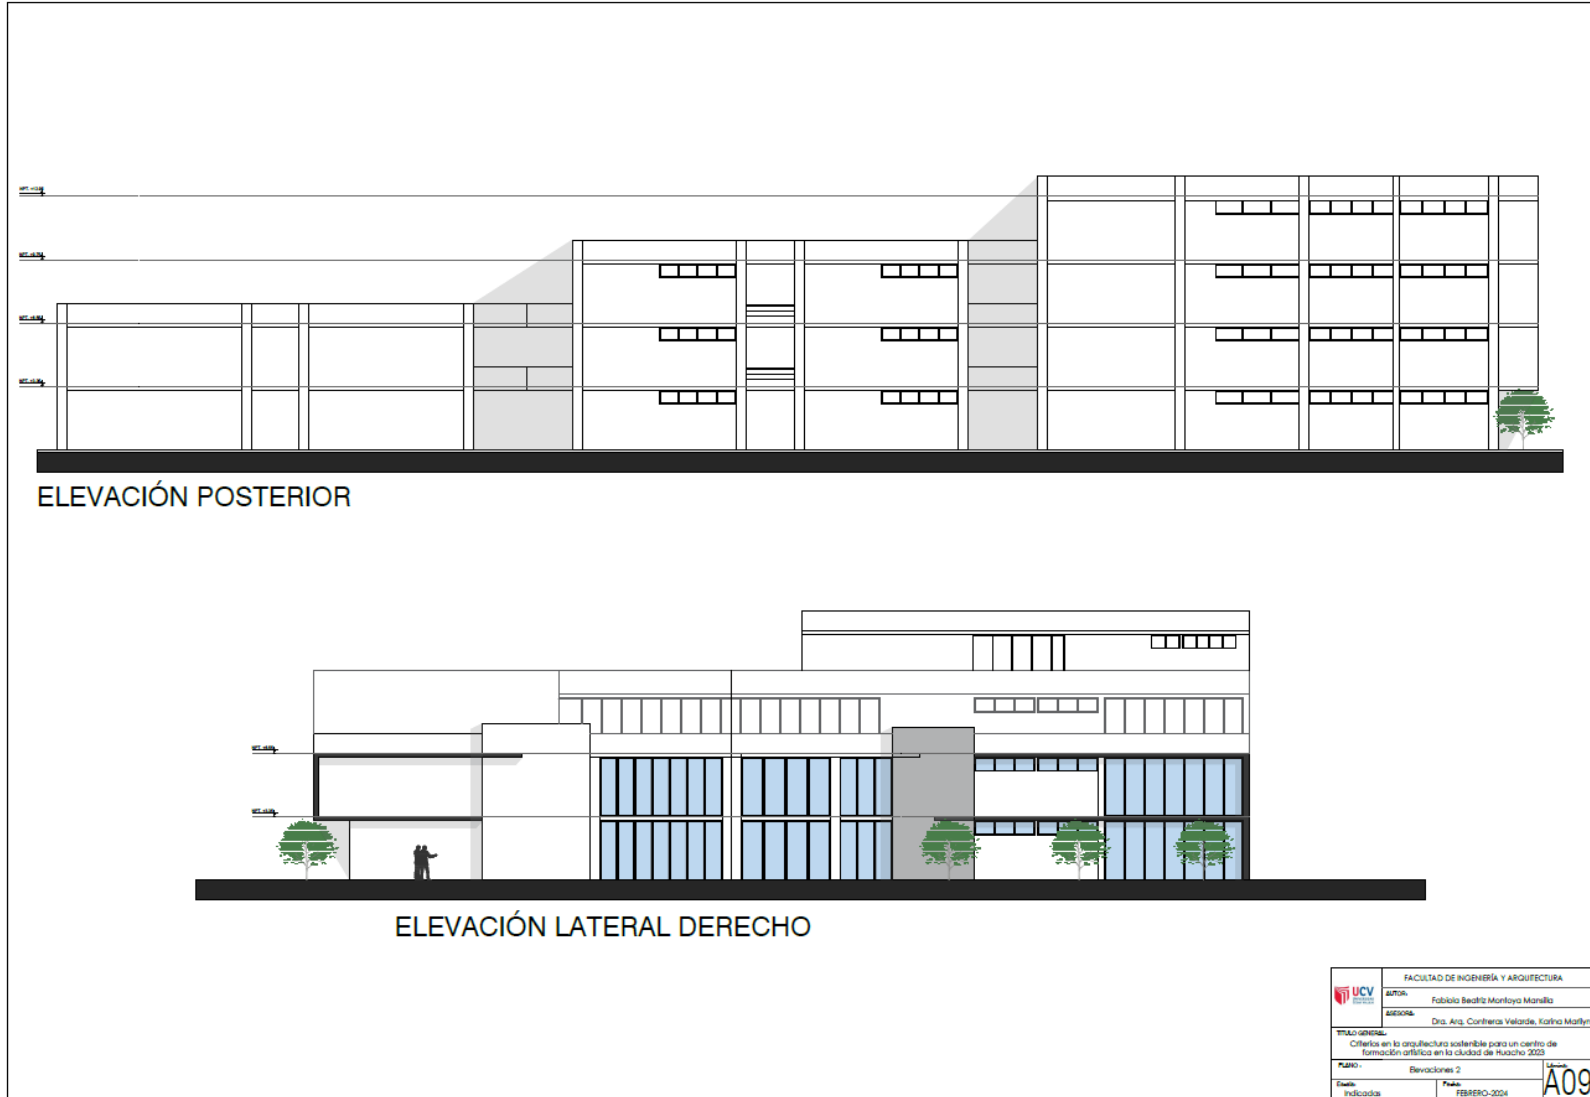 ELEVACIÓN POSTERIOR
ELEVACIÓN LATERAL DERECHO
UCV
FACULTAD DE INGENIERÍA Y ARQUITECTURA
AUTOR:
Fabiola Beatriz Montoya Mansilla
ASESORA:
Dra. Arq. Contreras Velarde, Karina Marilyn
TITULO GENERAL:
Criterios en la arquitectura sostenible para un centro de
formación artística en la ciudad de Huacho 2023
PLANO :
Elevaciones 2
Lámina:
A09
Escala:
Indicadas
Fecha:
FEBRERO-2024